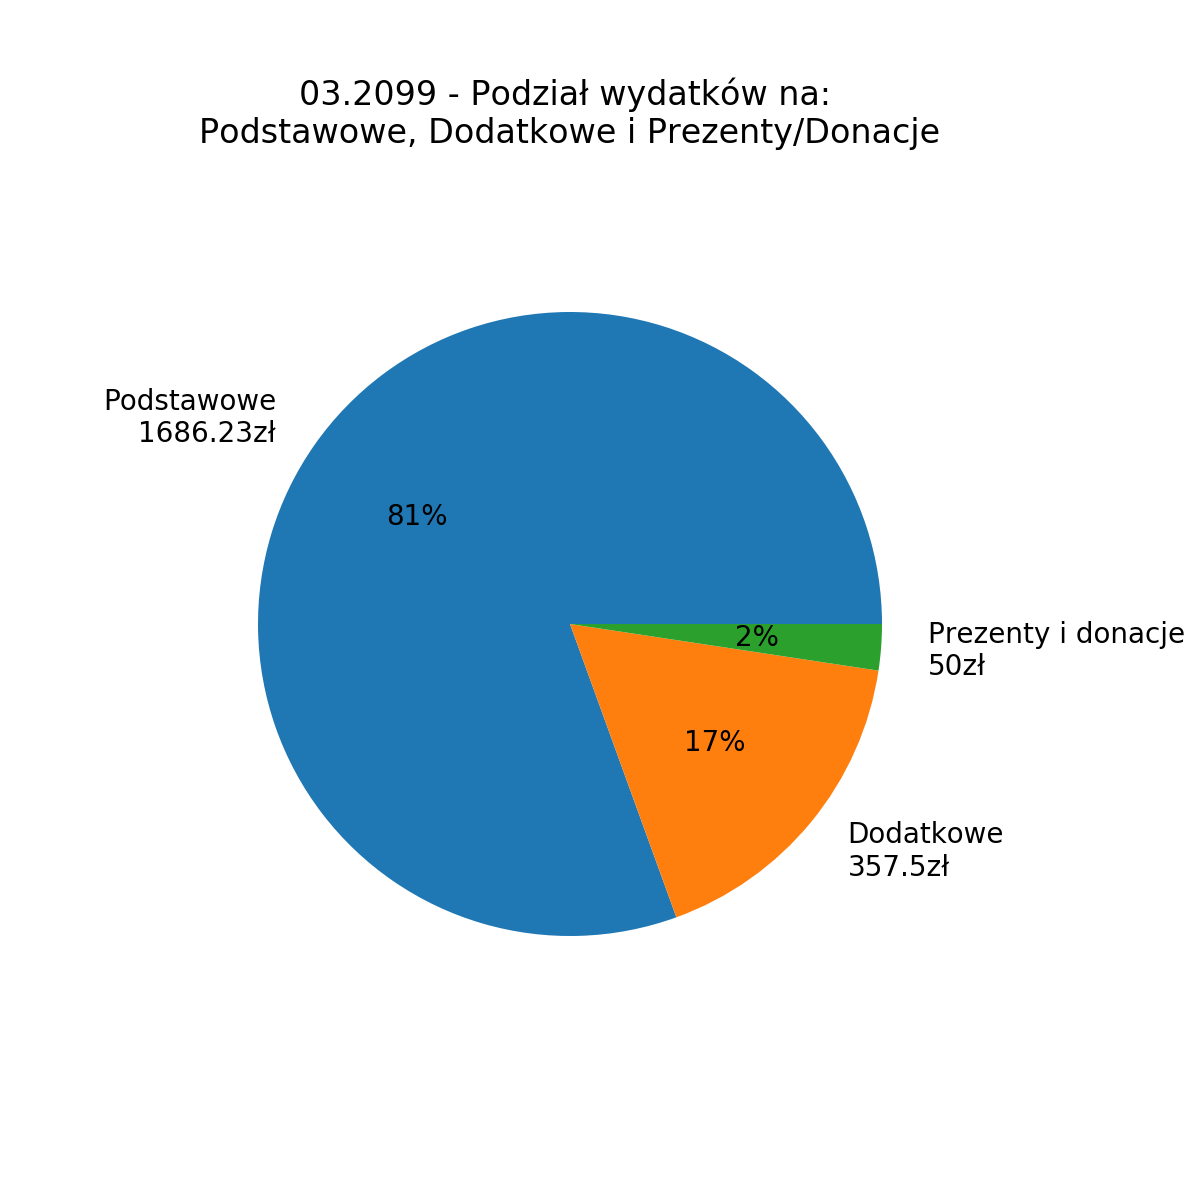 03.2099 - Podział wydatków na:
Podstawowe, Dodatkowe i Prezenty/Donacje
Podstawowe
1686.23zł
81%
2%
Prezenty i donacje
50zł
17%
Dodatkowe
357.5zł